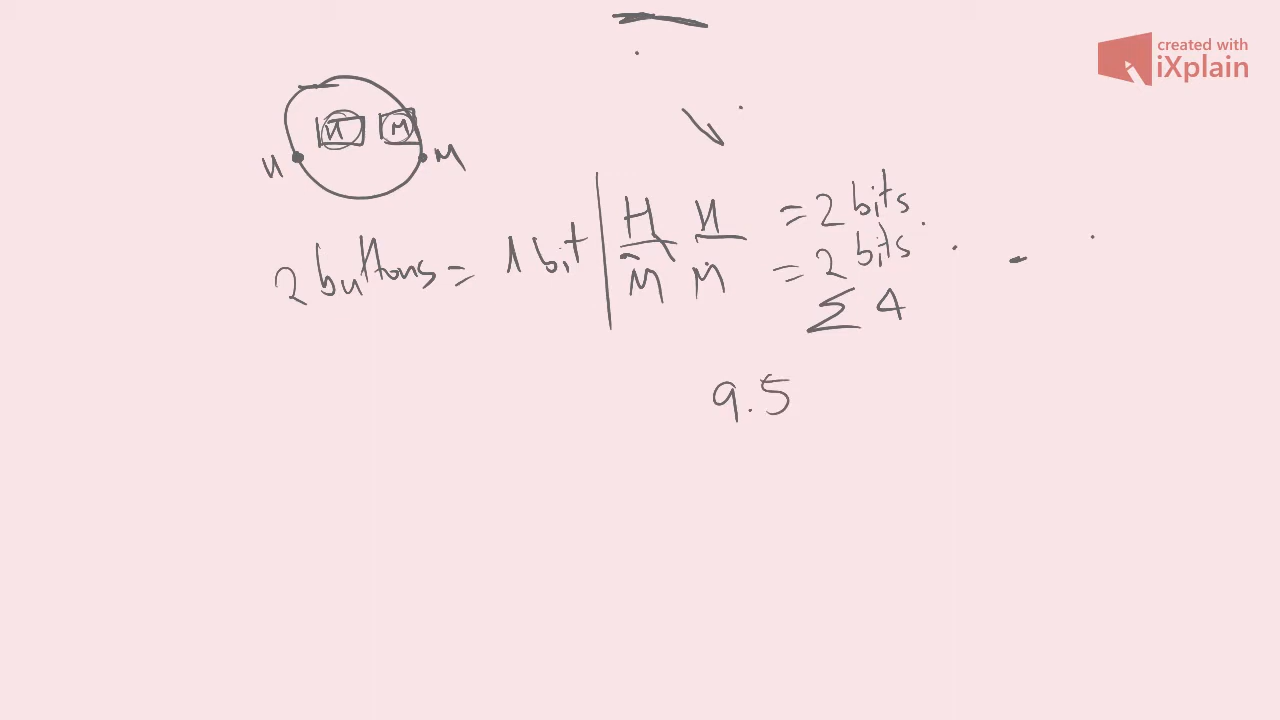 created with
iXplain
H M
H M
2 buttons = 1 bit | H H = 2 bits
M M = 2 bits
Σ 4
9.5